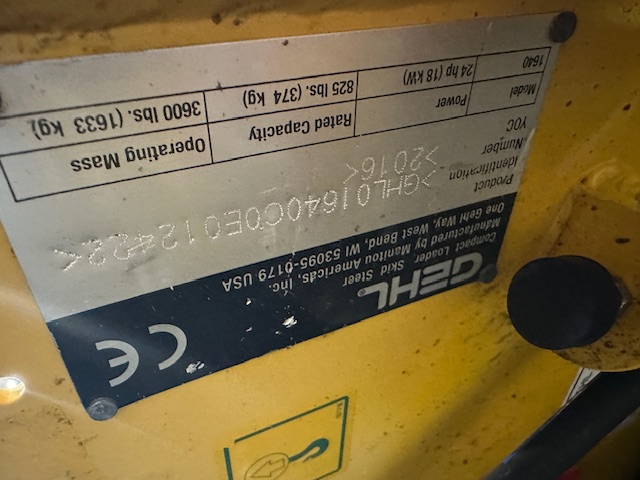 GEHL
Compact Loader, Skid Steer
Manufactured by Manitou Americas, Inc.
One Gehl Way, West Bend, WI 53095-0179 USA
CE
Product
Identification
Number
>GHL01640C0E012422<
YOC
>2016<
Model
Power
Rated Capacity
Operating Mass
1640
24 hp (18 kW)
825 lbs. (374 kg)
3600 lbs. (1633 kg)